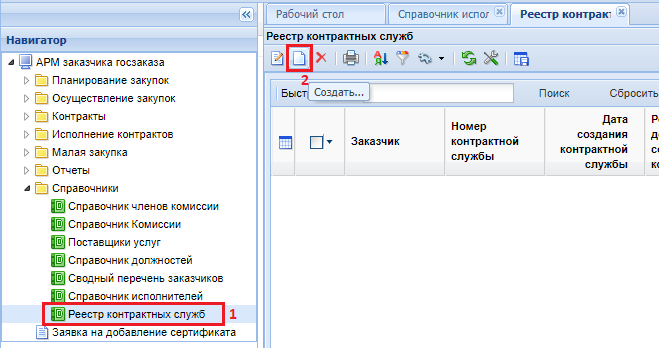 Рабочий стол
Справочник испол
Реестр контракт
Навигатор
АРМ заказчика госзаказа
Планирование закупок
Осуществление закупок
Контракты
Исполнение контрактов
Малая закупка
Отчеты
Справочники
Справочник членов комиссии
Справочник Комиссии
Поставщики услуг
Справочник должностей
Сводный перечень заказчиков
Справочник исполнителей
Реестр контрактных служб
1
Заявка на добавление сертификата
Реестр контрактных служб
2
Быст
Создать...
Поиск
Сбросить
Заказчик
Номер
контрактной
службы
Дата
создания
контрактной
службы